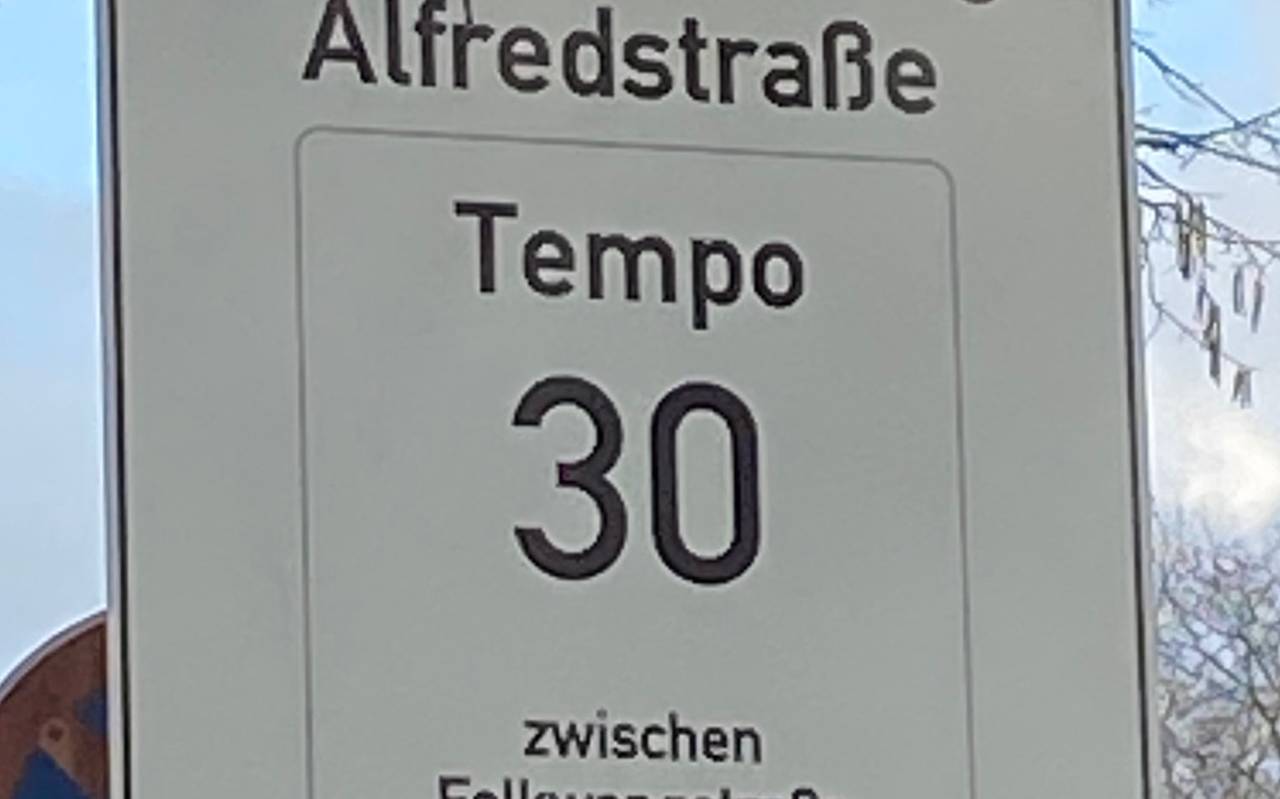 Alfredstraße
Tempo
30
zwischen